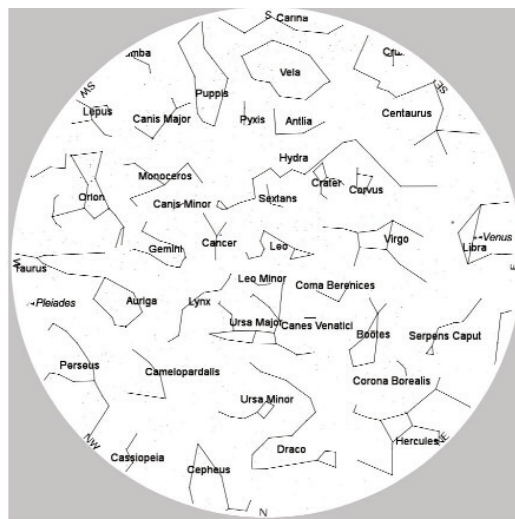 S
Carina
mba
Cru
Vela
SW
Puppis
SE
Lepus
Canis Major
Pyxis
Antlia
Centaurus
Hydra
Monoceros
Crater
Corvus
Orion
Canis Minor
Sextans
Gemini
Cancer
Leo
Virgo
Venus
Libra
W
E
Taurus
Leo Minor
Coma Berenices
Pleiades
Auriga
Lynx
Ursa Major
Canes Venatici
Bootes
Serpens Caput
Perseus
Camelopardalis
Corona Borealis
Ursa Minor
NW
Hercules
NE
Cassiopeia
Cepheus
Draco
N